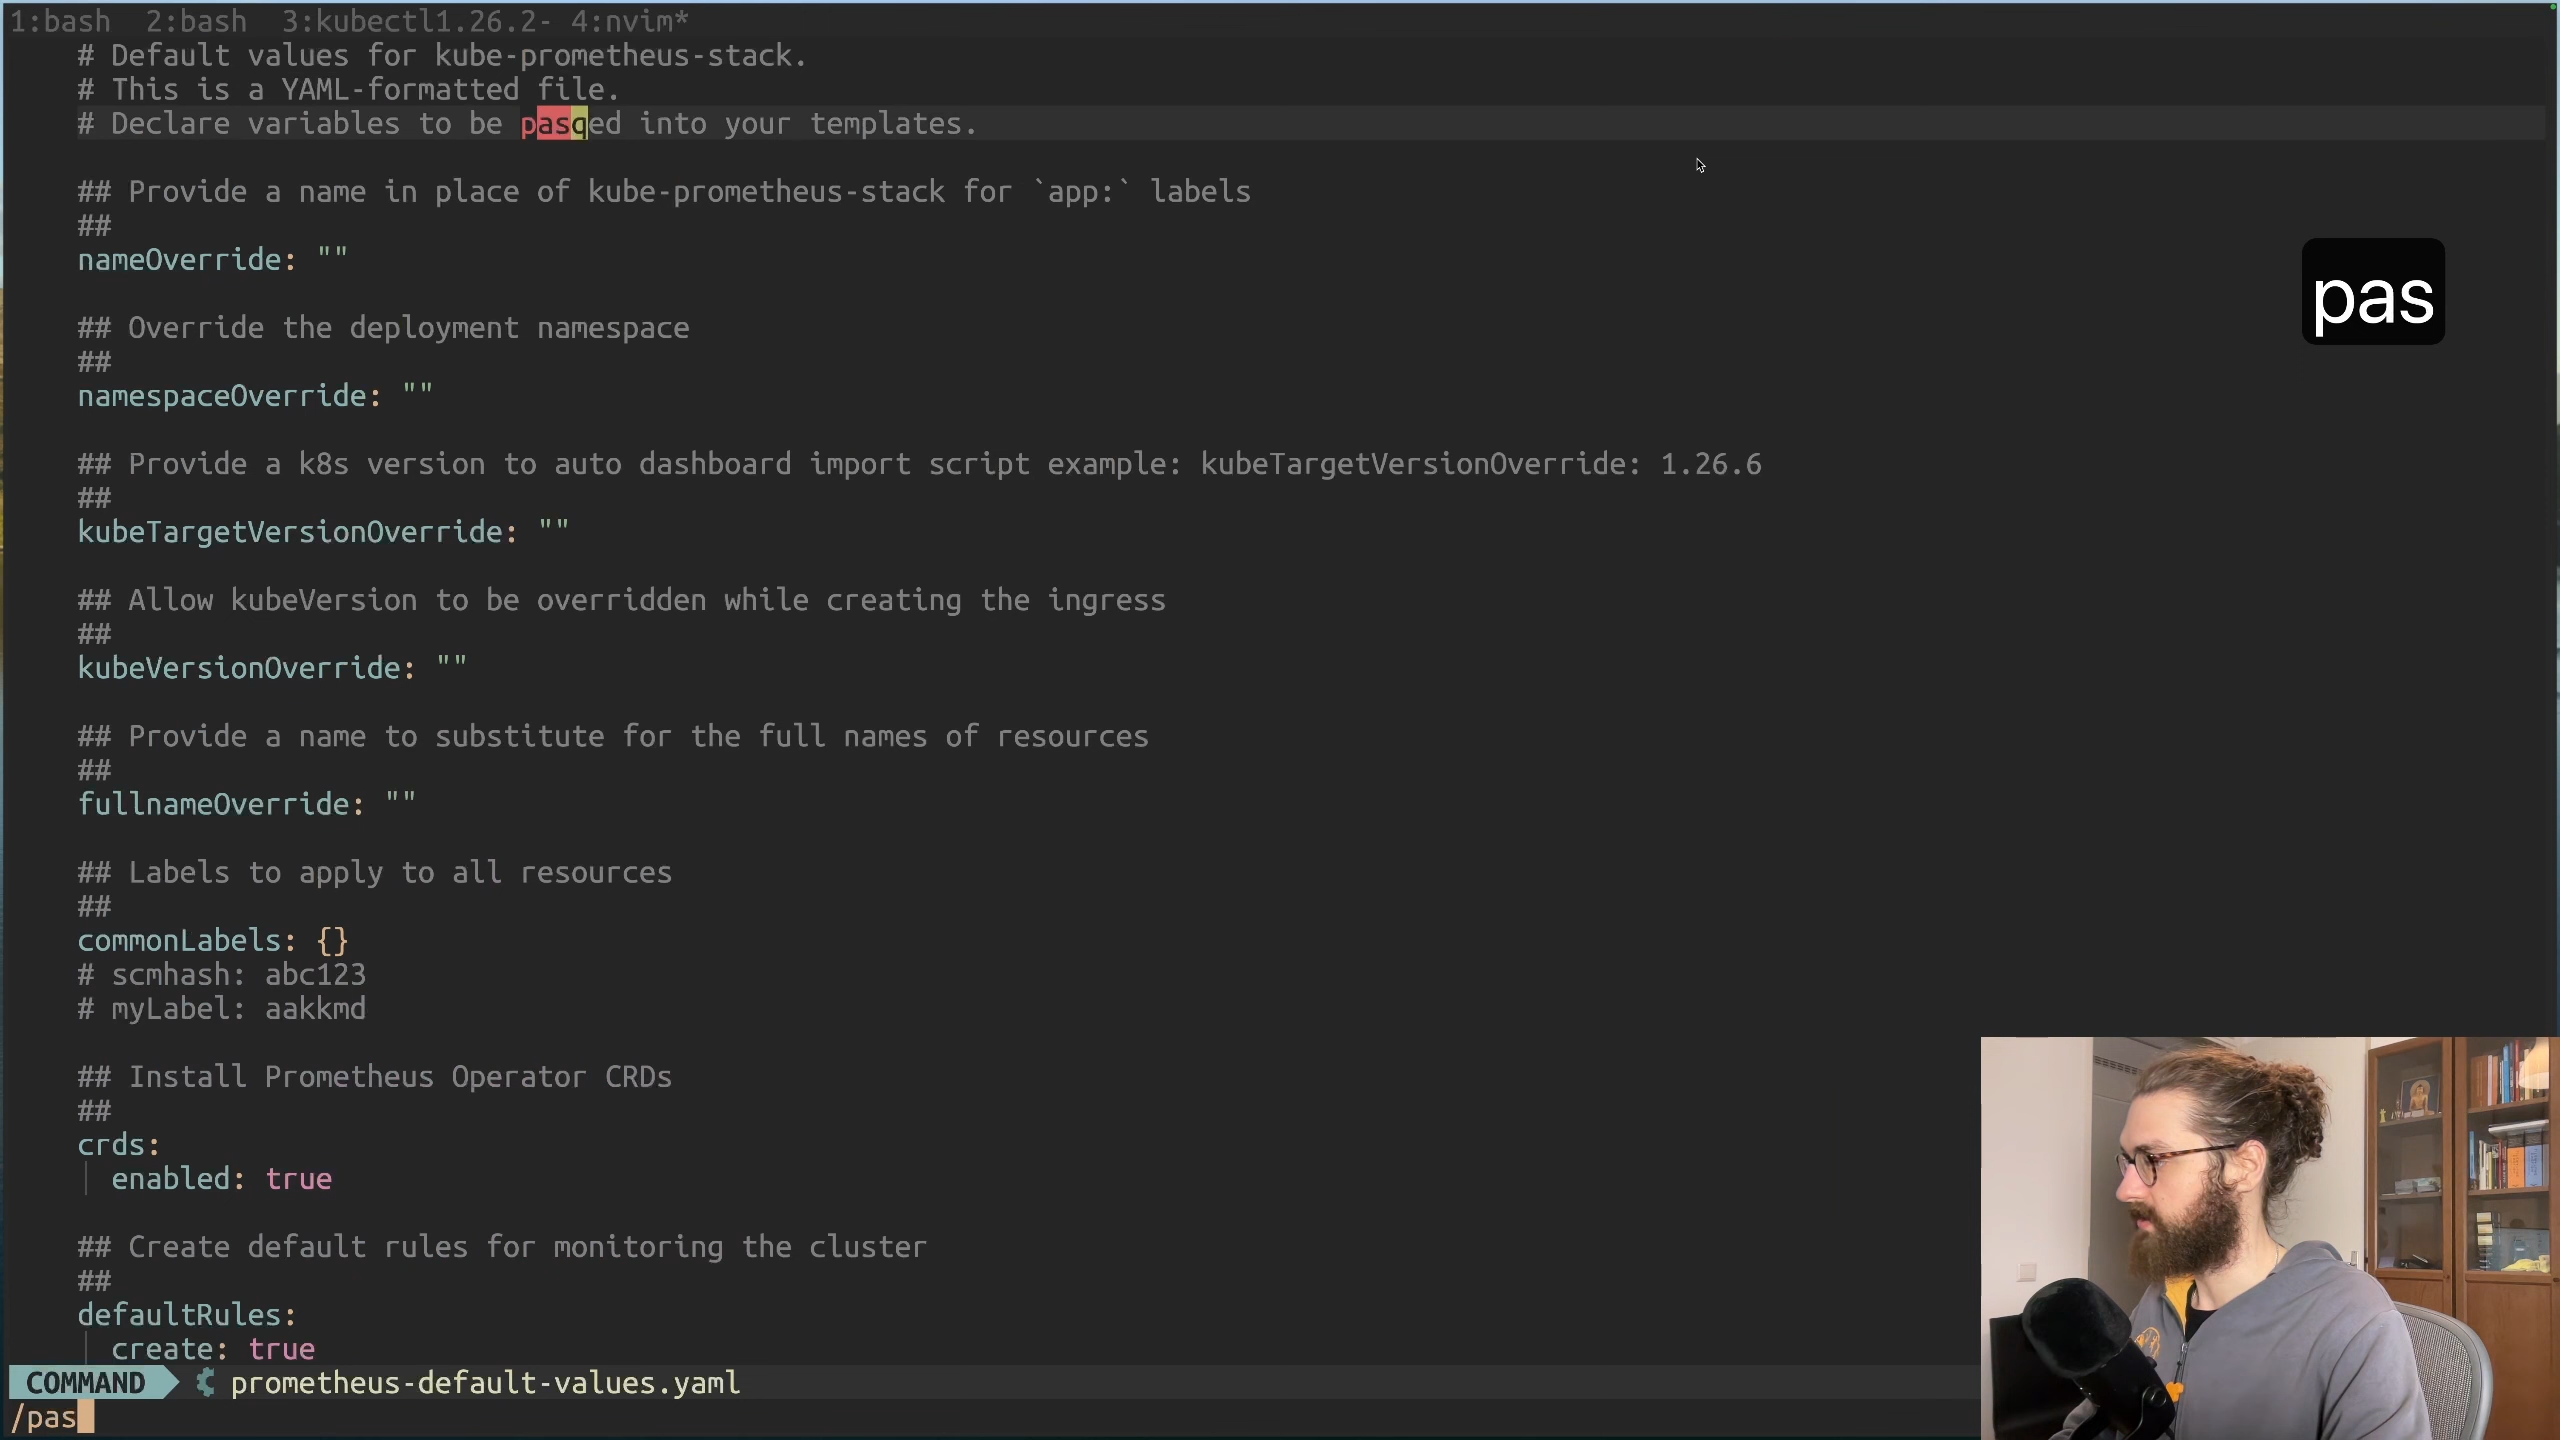 1:bash  2:bash  3:kubectl1.26.2- 4:nvim*
# Default values for kube-prometheus-stack.
# This is a YAML-formatted file.
# Declare variables to be pasqed into your templates.
## Provide a name in place of kube-prometheus-stack for `app:` labels
##
nameOverride: ""
pas
## Override the deployment namespace
##
namespaceOverride: ""
## Provide a k8s version to auto dashboard import script example: kubeTargetVersionOverride: 1.26.6
##
kubeTargetVersionOverride: ""
## Allow kubeVersion to be overridden while creating the ingress
##
kubeVersionOverride: ""
## Provide a name to substitute for the full names of resources
##
fullnameOverride: ""
## Labels to apply to all resources
##
commonLabels: {}
# scmhash: abc123
# myLabel: aakkmd
## Install Prometheus Operator CRDs
##
crds:
  enabled: true
## Create default rules for monitoring the cluster
##
defaultRules:
  create: true
COMMAND prometheus-default-values.yaml
/pas